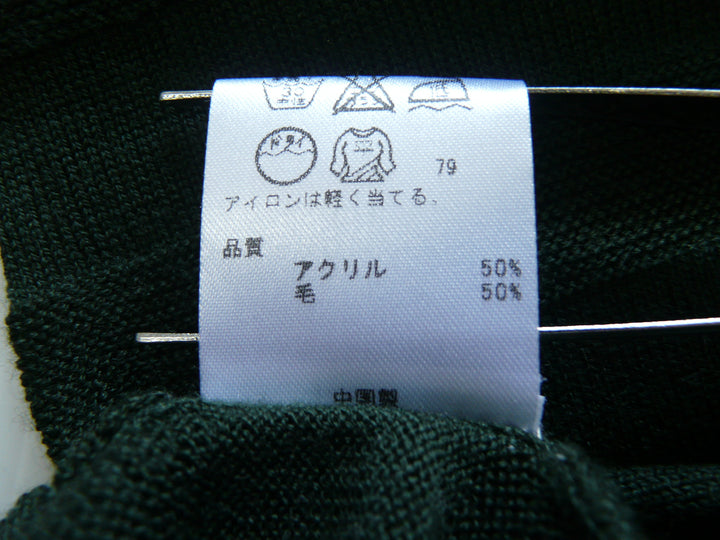 30
中性
低
ドライ
79
アイロンは軽く当てる。
品質
アクリル 50%
毛 50%
中国製